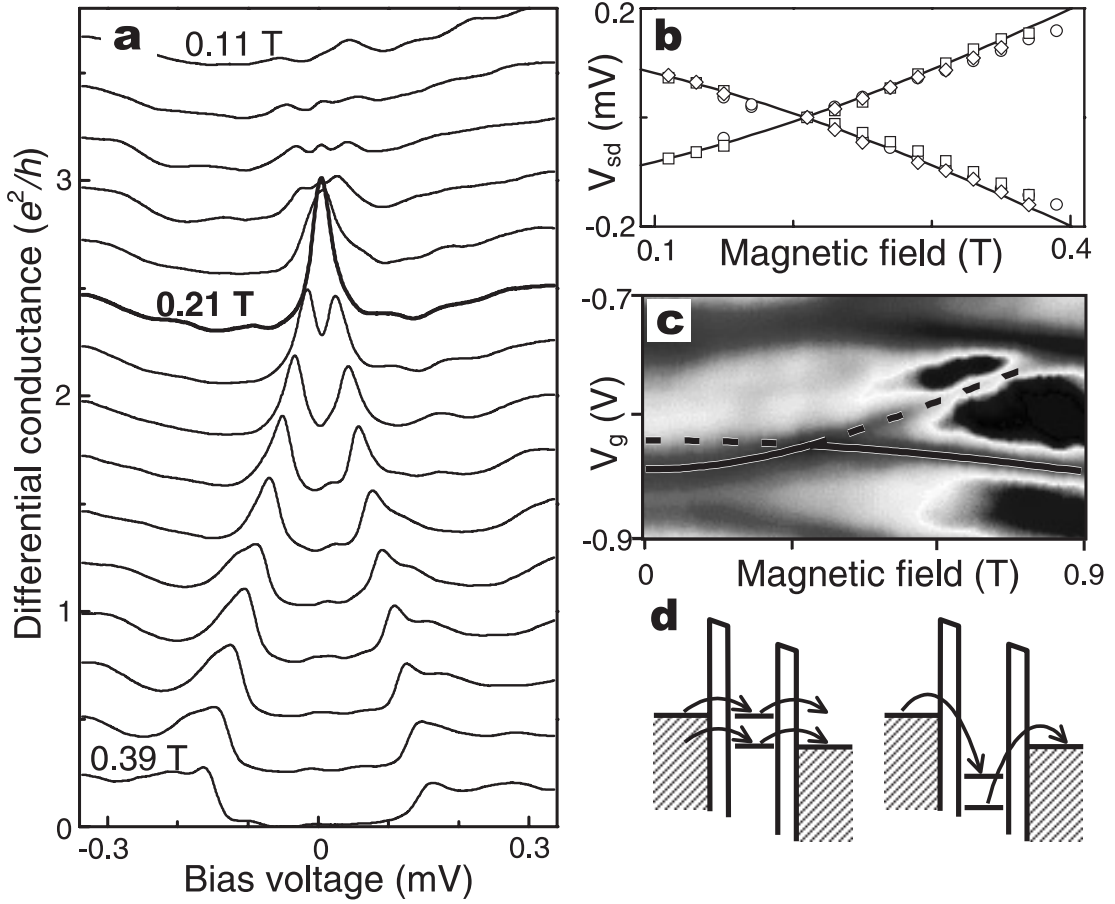 a
0.11 T
0.21 T
0.39 T
Differential conductance (e²/h)
3
2
1
0
-0.3
0
0.3
Bias voltage (mV)
b
V_sd (mV)
0.2
-0.2
0.1
0.4
Magnetic field (T)
c
V_g (V)
-0.7
-0.9
0
0.9
Magnetic field (T)
d